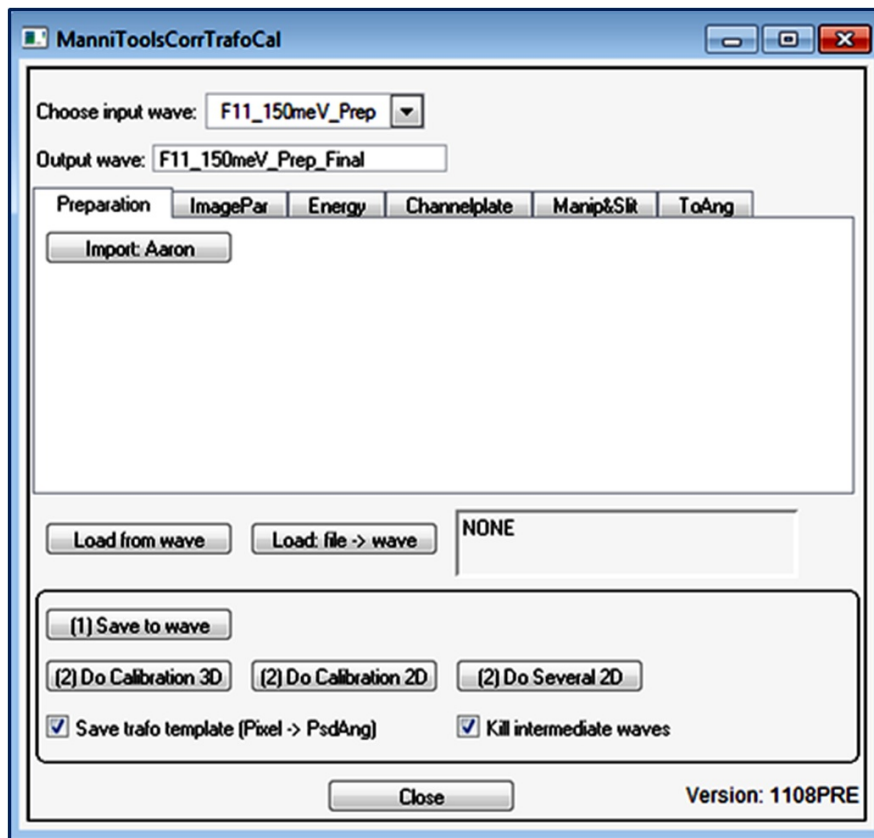 ManniToolsCorrTrafoCal
Choose input wave: F11_150meV_Prep
Output wave: F11_150meV_Prep_Final
Preparation ImagePar Energy Channelplate Manip&Slit ToAng
Import: Aaron
Load from wave Load: file -> wave NONE
(1) Save to wave
(2) Do Calibration 3D (2) Do Calibration 2D (2) Do Several 2D
Save trafo template (Pixel -> PsdAng) Kill intermediate waves
Close Version: 1108PRE